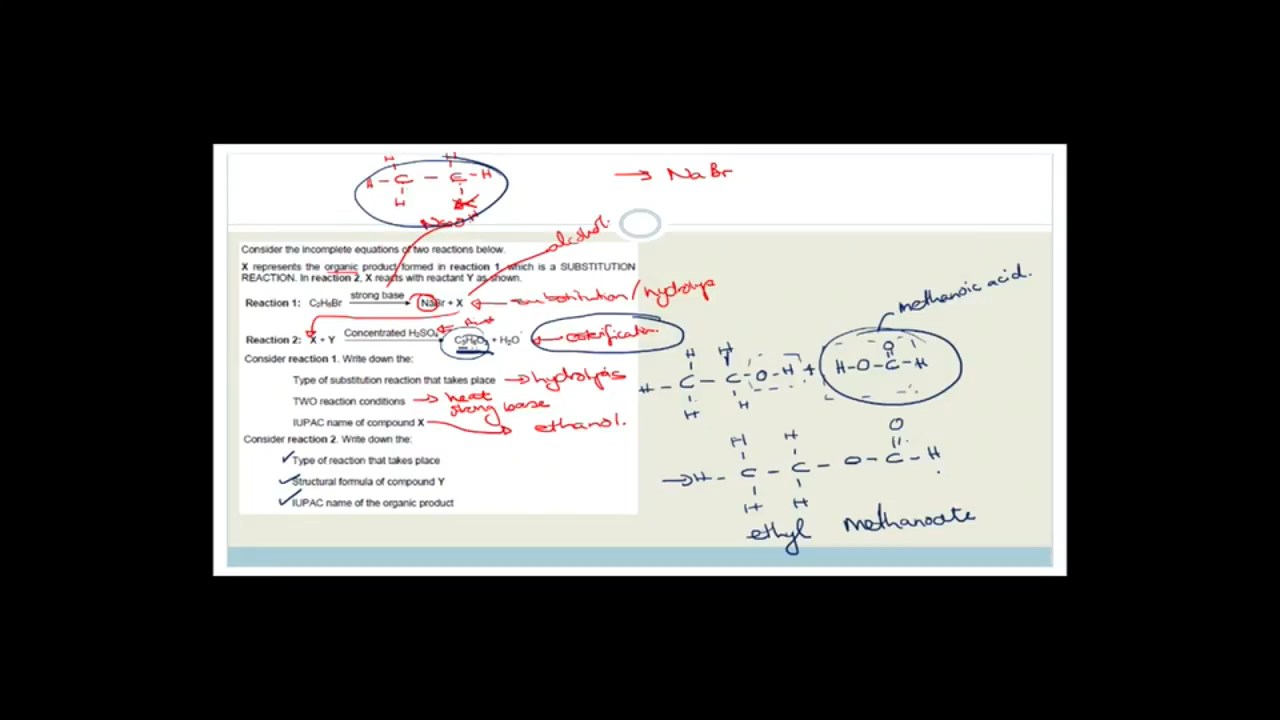 H H
H - C - C - H
H Br
NaOH
→ NaBr
alcohol.
Consider the incomplete equations of two reactions below.
X represents the organic product formed in reaction 1, which is a SUBSTITUTION
REACTION. In reaction 2, X reacts with reactant Y as shown.
Reaction 1: C₂H₅Br strong base NaBr + X
substitution / hydrolysis
Reaction 2: X + Y Concentrated H₂SO₄ C₃H₆O₂ + H₂O
esterification
Consider reaction 1. Write down the:
Type of substitution reaction that takes place → hydrolysis
TWO reaction conditions → heat
strong base
IUPAC name of compound X → ethanol.
Consider reaction 2. Write down the:
✓ Type of reaction that takes place
✓ Structural formula of compound Y
✓ IUPAC name of the organic product
methanoic acid.
H H O
H - C - C - O - H + H - O - C - H
H H
O
H H
→ H - C - C - O - C - H
H H
ethyl methanoate